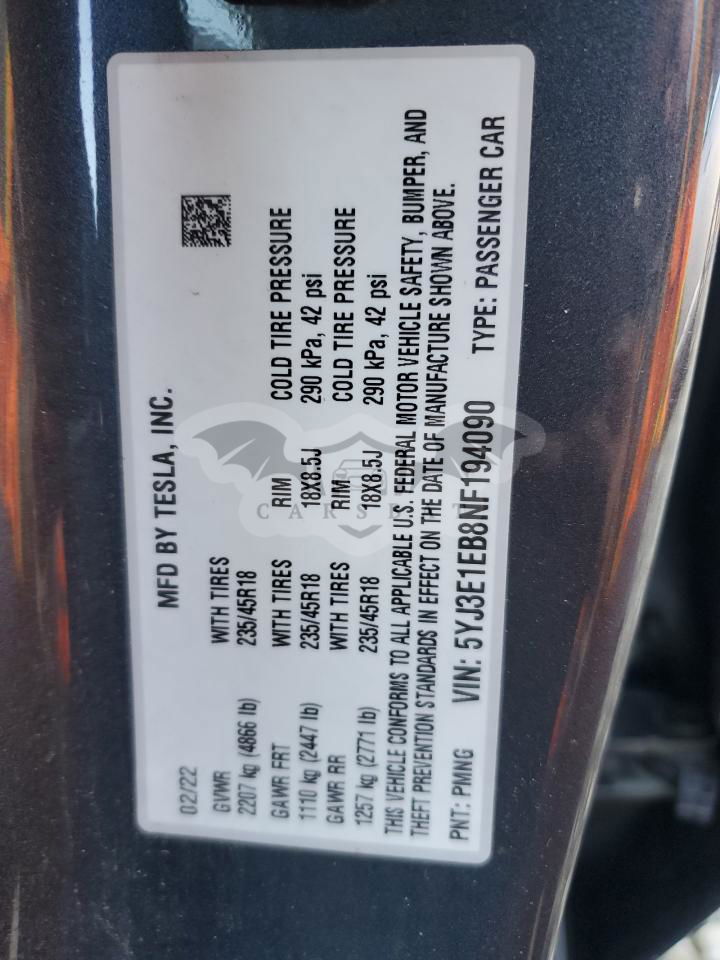 MFD BY TESLA, INC.
02/22
GVWR WITH TIRES
2207 kg (4866 lb) 235/45R18
GAWR FRT WITH TIRES RIM COLD TIRE PRESSURE
1110 kg (2447 lb) 235/45R18 18X8.5J 290 kPa, 42 psi
GAWR RR WITH TIRES RIM COLD TIRE PRESSURE
1257 kg (2771 lb) 235/45R18 18X8.5J 290 kPa, 42 psi
THIS VEHICLE CONFORMS TO ALL APPLICABLE U.S. FEDERAL MOTOR VEHICLE SAFETY, BUMPER, AND
THEFT PREVENTION STANDARDS IN EFFECT ON THE DATE OF MANUFACTURE SHOWN ABOVE.
PNT: PMNG VIN: 5YJ3E1EB8NF194090 TYPE: PASSENGER CAR